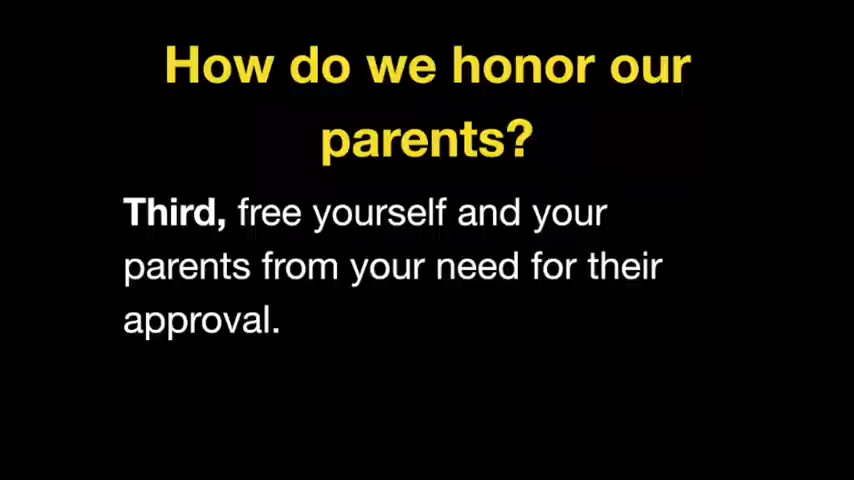 How do we honor our
parents?
Third, free yourself and your
parents from your need for their
approval.